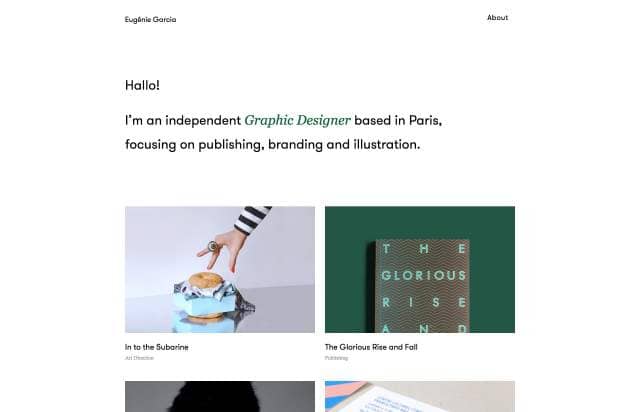 Eugênie Garcia
About
Hallo!
I'm an independent Graphic Designer based in Paris,
focusing on publishing, branding and illustration.
THE
GLORIOUS
RISE
AND
In to the Subarine
Art Direction
The Glorious Rise and Fall
Publishing